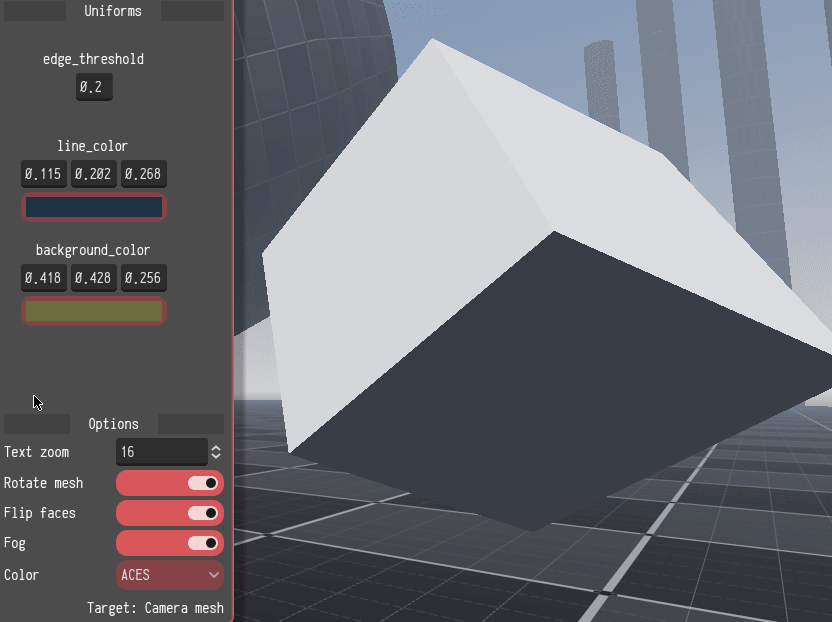 Uniforms
edge_threshold
0.2
line_color
0.115 0.202 0.268
background_color
0.418 0.428 0.256
Options
Text zoom 16
Rotate mesh
Flip faces
Fog
Color ACES
Target: Camera mesh